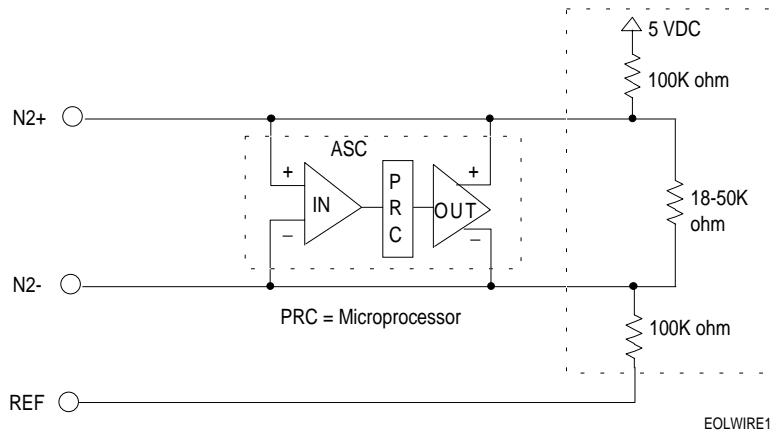 5 VDC
100K ohm
N2+
ASC
+
+
IN
P
R
C
OUT
–
–
18-50K
ohm
N2-
PRC = Microprocessor
100K ohm
REF
EOLWIRE1